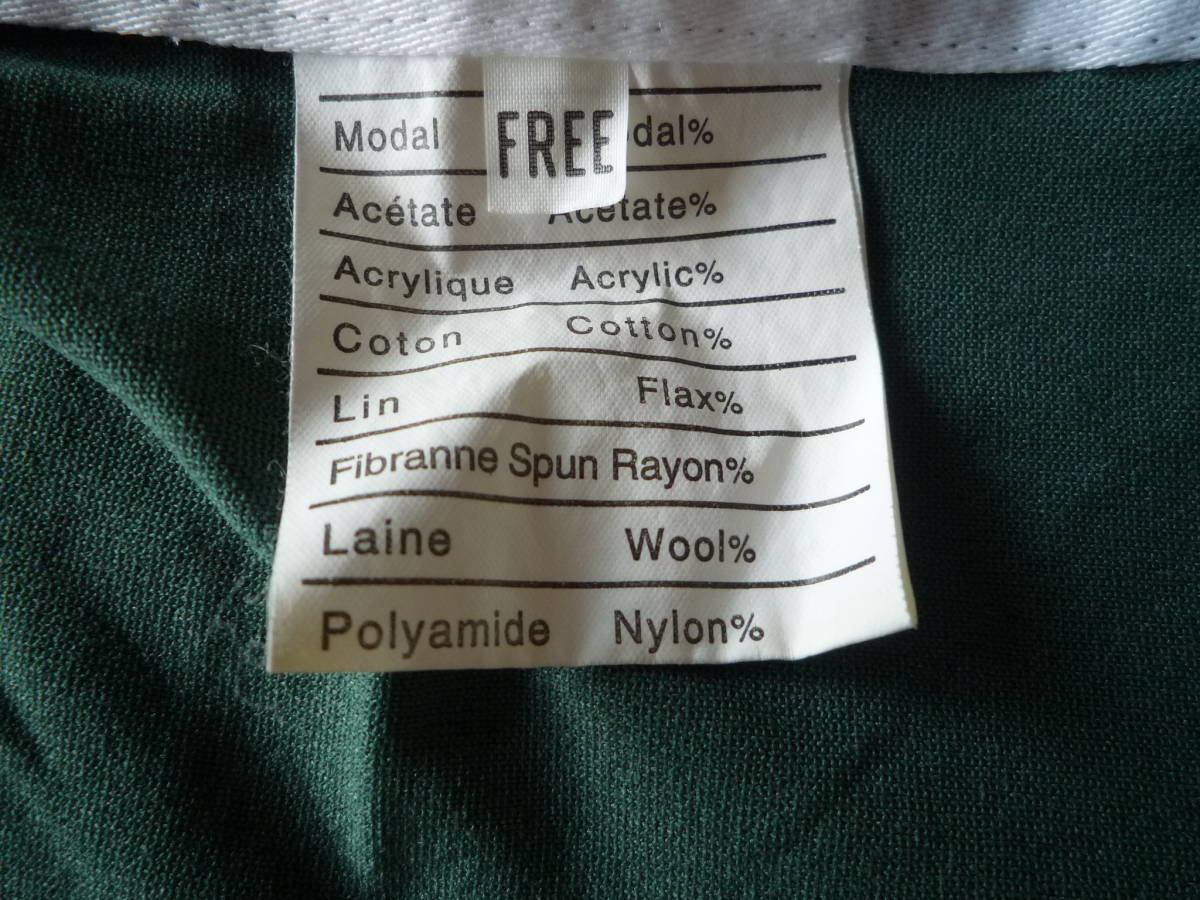 Modal FREE dal%
Acétate Acetate%
Acrylique Acrylic%
Coton Cotton%
Lin Flax%
Fibranne Spun Rayon%
Laine Wool%
Polyamide Nylon%